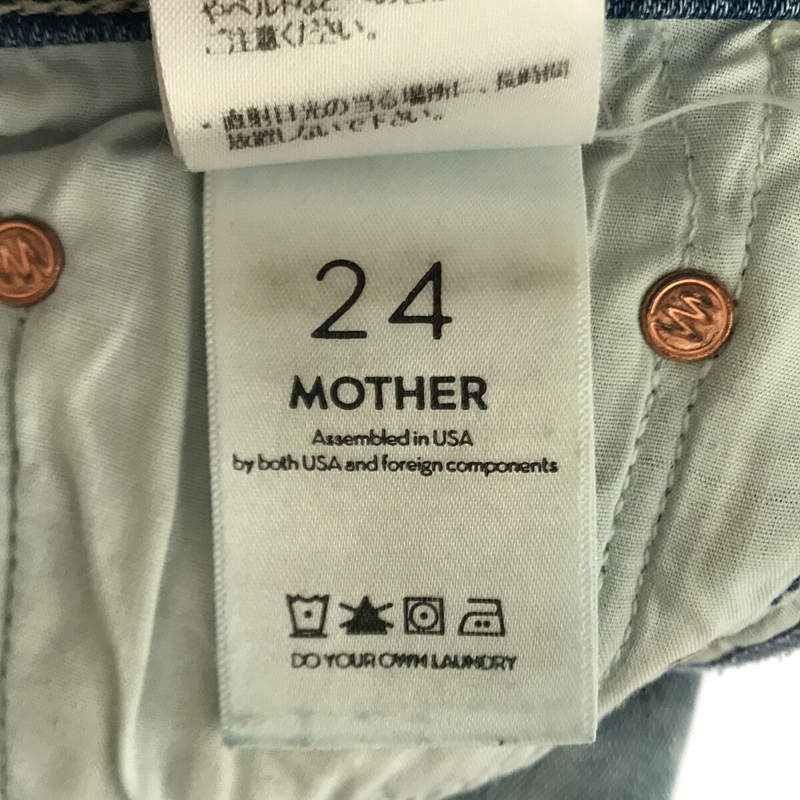 ご注意ください。
・直射日光の当る場所に、長時間
放置しないで下さい。
24
MOTHER
Assembled in USA
by both USA and foreign components
DO YOUR OWN LAUNDRY